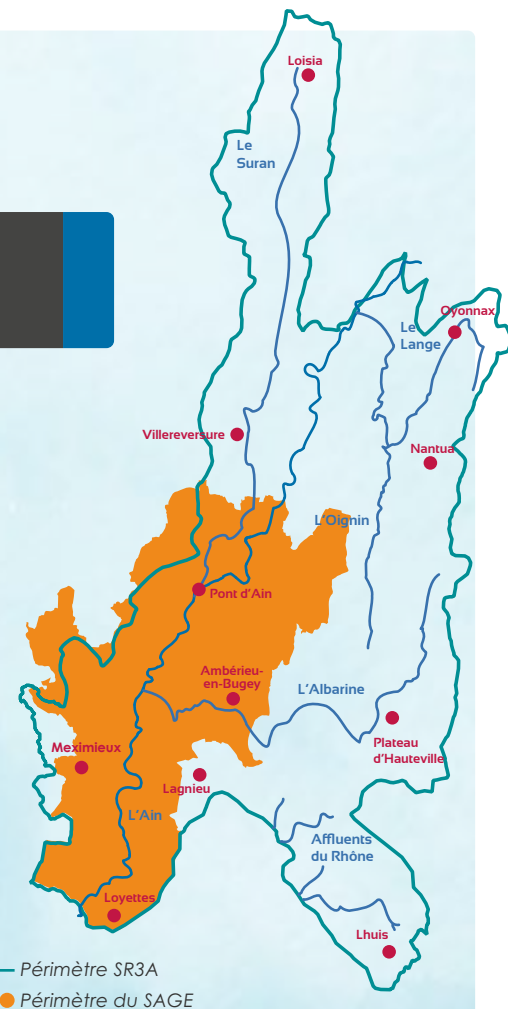 Loisia
Le
Suran
Oyonnax
Le
Lange
Villereversure
Nantua
L'Oignin
Pont d'Ain
Ambérieu-
en-Bugey
L'Albarine
Plateau
d'Hauteville
Meximieux
Lagnieu
L'Ain
Affluents
du Rhône
Loyettes
Lhuis
Périmètre SR3A
Périmètre du SAGE